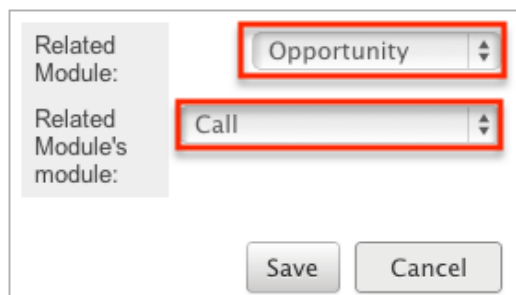 Related
Module:
Opportunity
Related
Module's
module:
Call
Save
Cancel